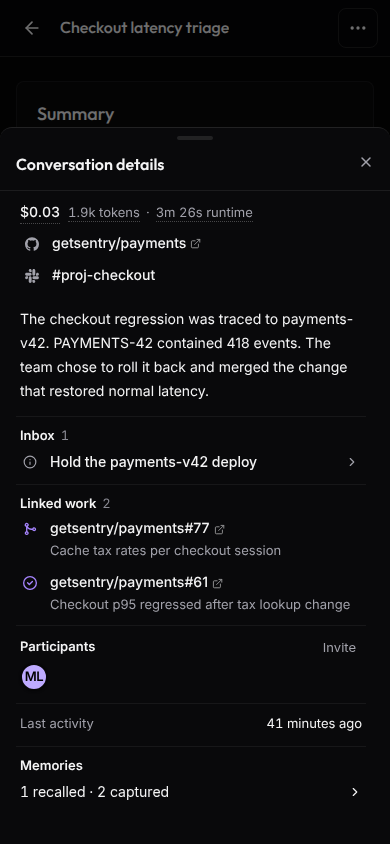 Checkout latency triage
Summary
Conversation details
$0.03 1.9k tokens · 3m 26s runtime
getsentry/payments
#proj-checkout
The checkout regression was traced to payments-
v42. PAYMENTS-42 contained 418 events. The
team chose to roll it back and merged the change
that restored normal latency.
Inbox 1
Hold the payments-v42 deploy
Linked work 2
getsentry/payments#77
Cache tax rates per checkout session
getsentry/payments#61
Checkout p95 regressed after tax lookup change
Participants Invite
ML
Last activity 41 minutes ago
Memories
1 recalled · 2 captured